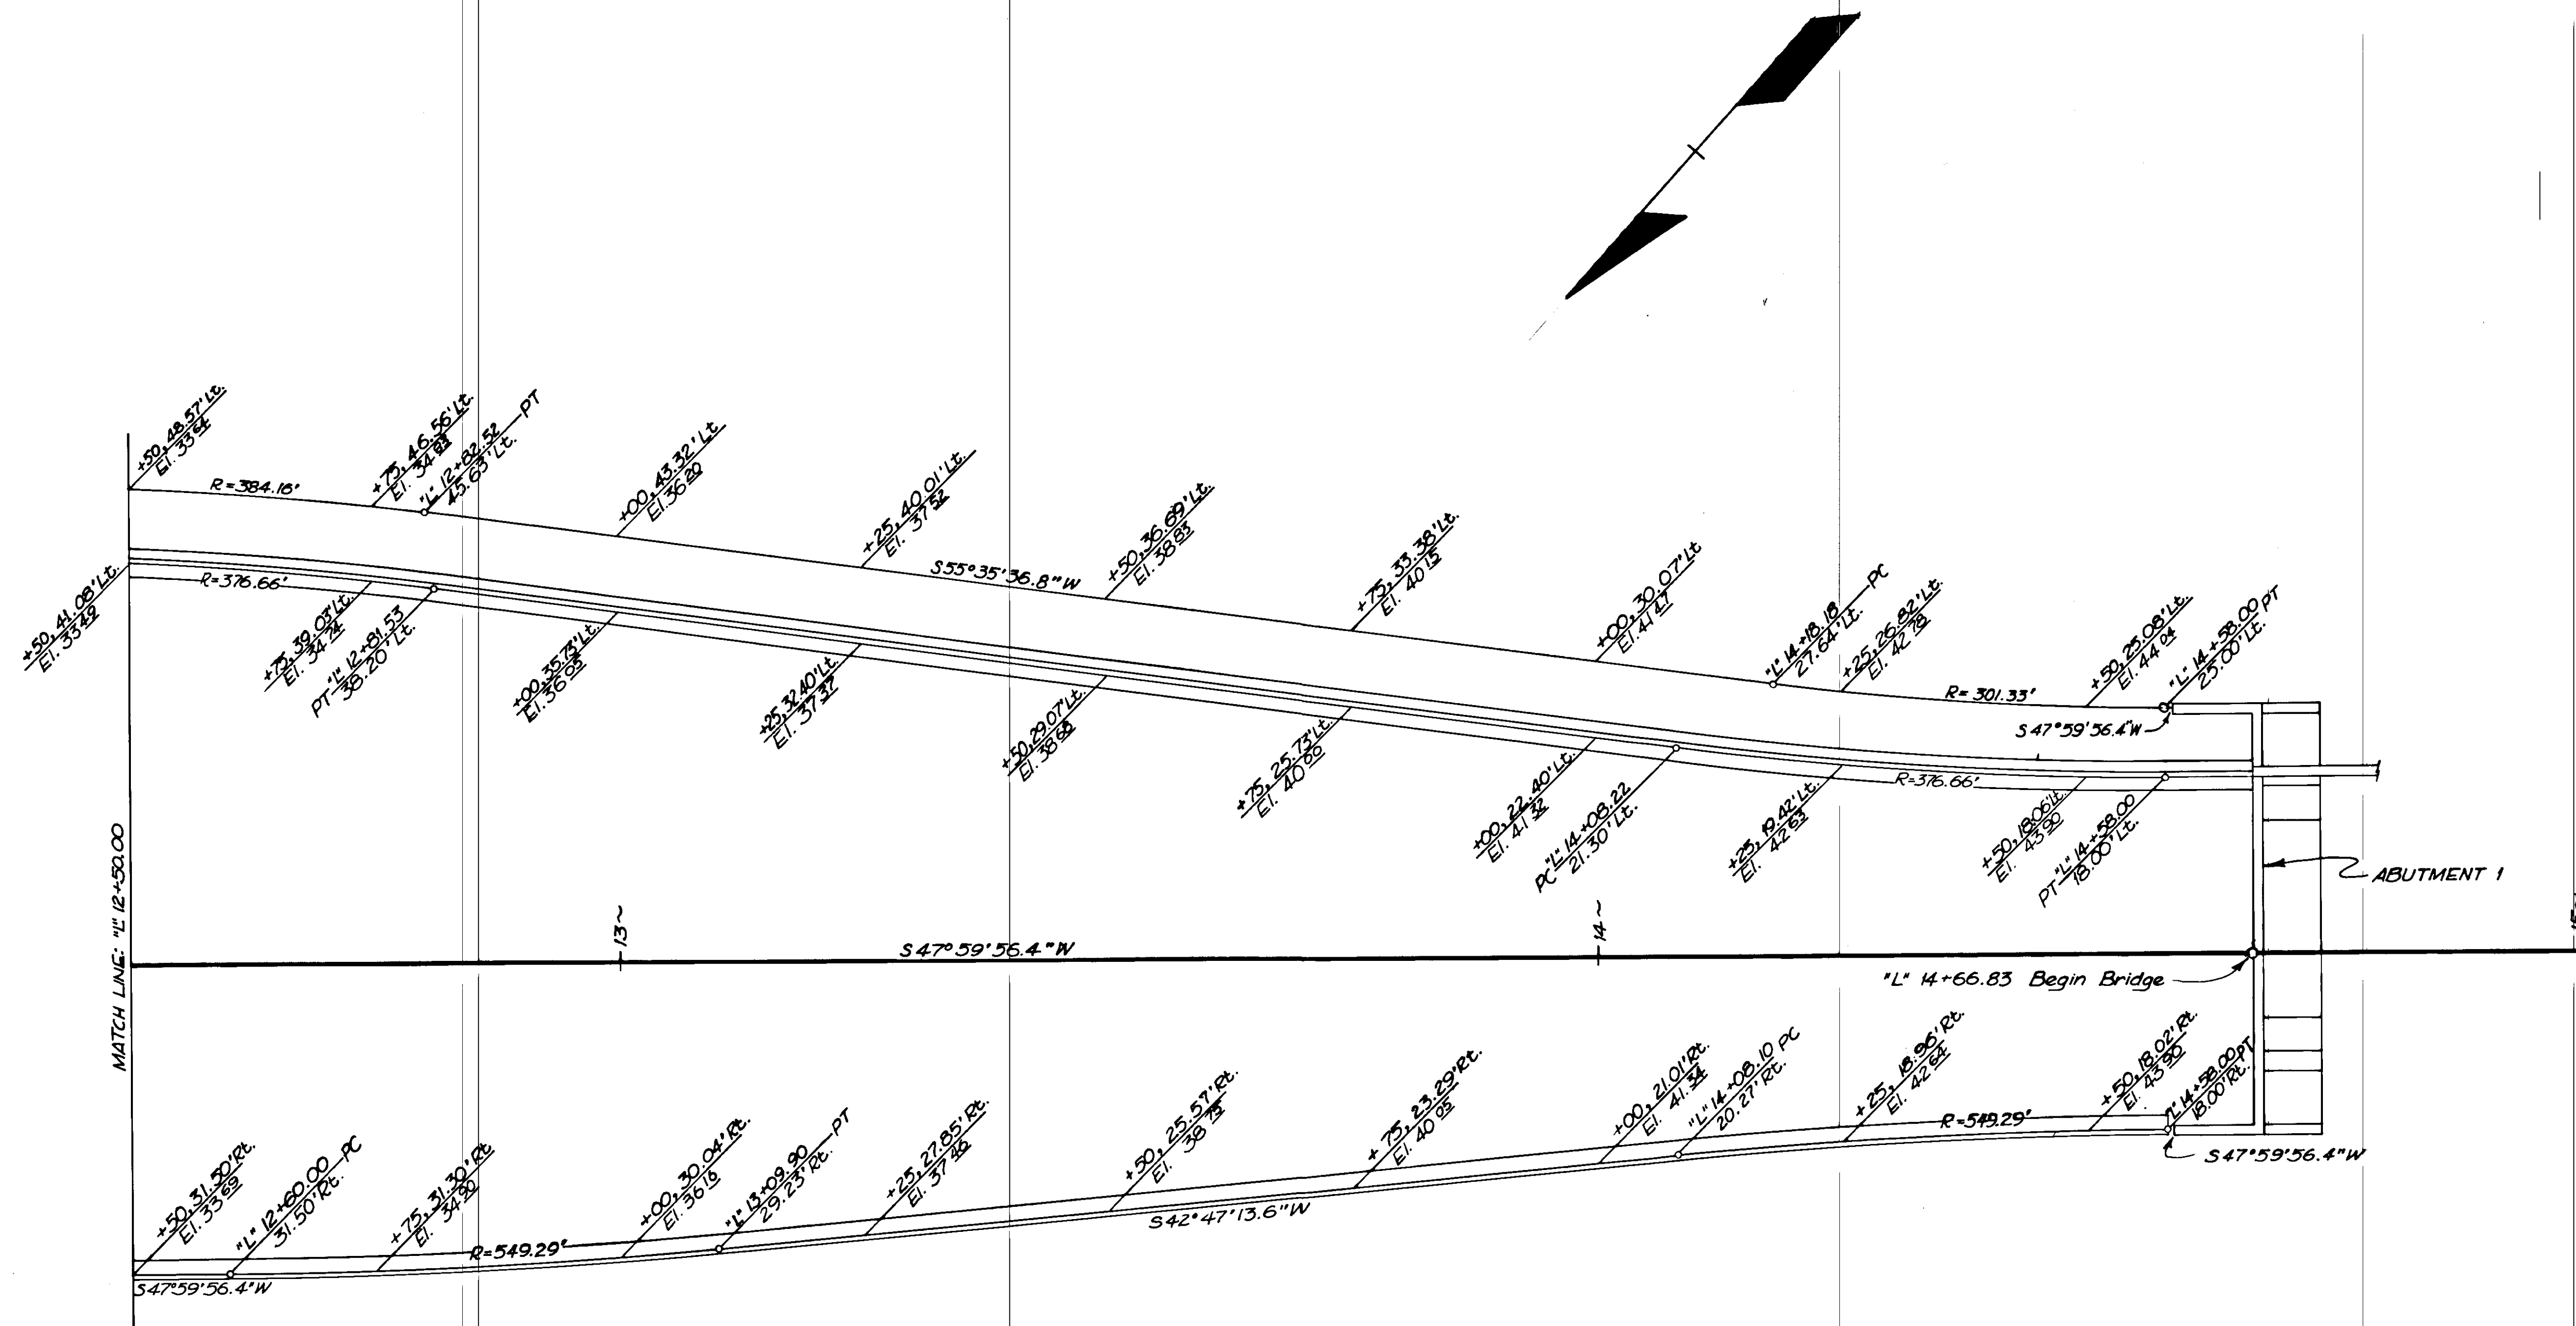 +50, 48.57' Lt.
El. 33 64
R=384.16'
+75, 46.56' Lt.
El. 34 93
"L" 12+82.52 PT
45.63' Lt.
+00, 43.32' Lt
El. 36 20
+25, 40.01' Lt.
El. 37 52
S55°35'36.8"W
+50, 36.69' Lt.
El. 38 83
+75, 33.38' Lt.
El. 40 15
+00, 30.07' Lt
El. 41 47
"L" 14+18.18 PC
27.64' Lt.
+25, 26.82' Lt.
El. 42 78
R= 301.33'
+50, 25.08' Lt.
El. 44 04
"L" 14+58.00 PT
25.00' Lt.
S47°59'56.4"W
+50, 41.08' Lt.
El. 33 49
R=376.66'
+75, 39.03' Lt.
El. 34 74
PT "L" 12+81.53
38.20' Lt.
+00, 35.73' Lt.
El. 36 05
+25, 32.40' Lt.
El. 37 37
+50, 29.07' Lt.
El. 38 68
+75, 25.73' Lt.
El. 40 00
+00, 22.40' Lt.
El. 41 32
PC "L" 14+08.22
21.30' Lt.
+25, 19.42' Lt.
El. 42 63
R=376.66'
+50, 18.06' Lt.
El. 43 90
PT "L" 14+58.00
18.00' Lt.
ABUTMENT 1
MATCH LINE: "L" 12+50.00
13~
S47°59'56.4"W
14~
"L" 14+66.83 Begin Bridge
+50, 31.50' Rt.
El. 33 69
"L" 12+60.00 PC
31.50' Rt.
+75, 31.30' Rt
El. 34 90
R=549.29'
+00, 30.04' Rt.
El. 36 16
"L" 13+09.90 PT
29.23' Rt.
+25, 27.85' Rt.
El. 37 46
+50, 25.57' Rt.
El. 38 75
+75, 23.29' Rt.
El. 40 05
S42°47'13.6"W
+00, 21.01' Rt.
El. 41.34
"L" 14+08.10 PC
20.27' Rt.
+25, 18.96' Rt.
El. 42 64
R=549.29'
+50, 18.02' Rt.
El. 43 90
"L" 14+58.00 PT
18.00' Rt.
S47°59'56.4"W
S47°59'56.4"W